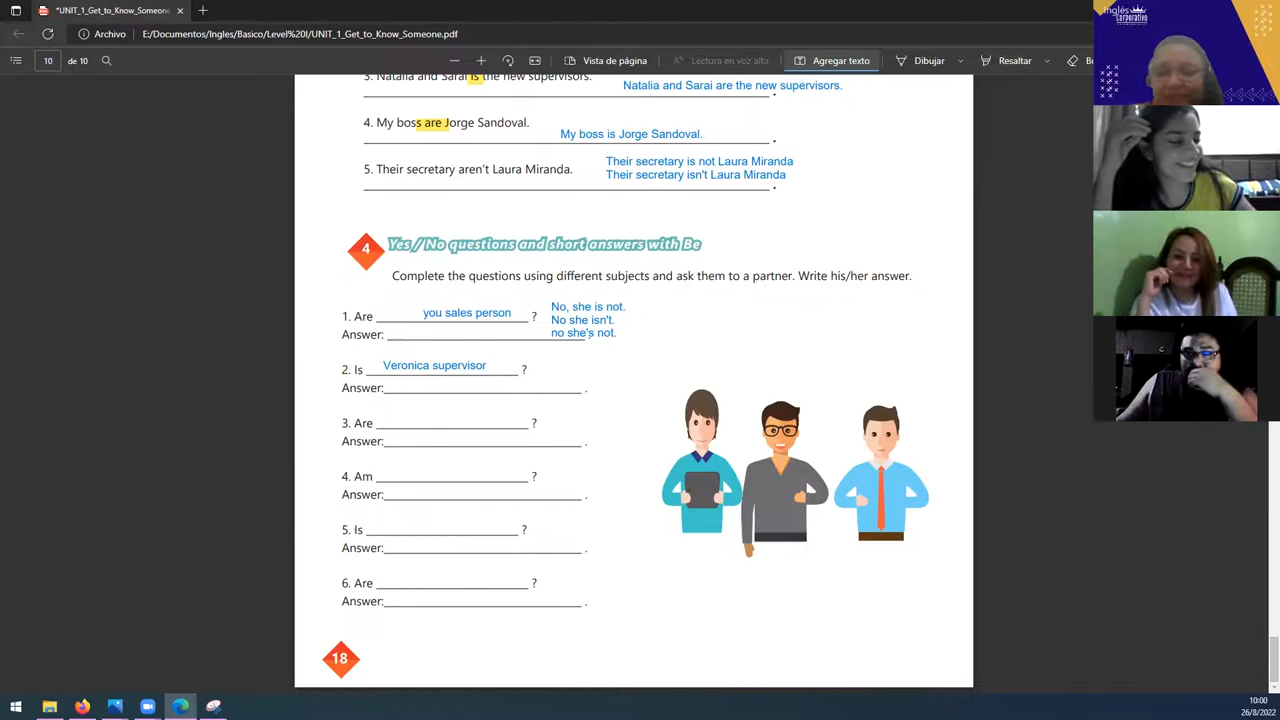 *UNIT_1_Get_to_Know_Someone
Archivo
E:/Documentos/Ingles/Basico/Level%20I/UNIT_1_Get_to_Know_Someone.pdf
10 de 10
Vista de página
Lectura en voz alta
Agregar texto
Dibujar
Resaltar
Inglés
Corporativo
3. Natalia and Sarai is the new supervisors.
Natalia and Sarai are the new supervisors.
4. My boss are Jorge Sandoval.
My boss is Jorge Sandoval.
5. Their secretary aren't Laura Miranda.
Their secretary is not Laura Miranda
Their secretary isn't Laura Miranda
4 Yes / No questions and short answers with Be
Complete the questions using different subjects and ask them to a partner. Write his/her answer.
1. Are you sales person ?
No, she is not.
No she isn't.
Answer: no she's not.
2. Is Veronica supervisor ?
Answer: .
3. Are ?
Answer: .
4. Am ?
Answer: .
5. Is ?
Answer: .
6. Are ?
Answer: .
18
10:00
26/8/2022